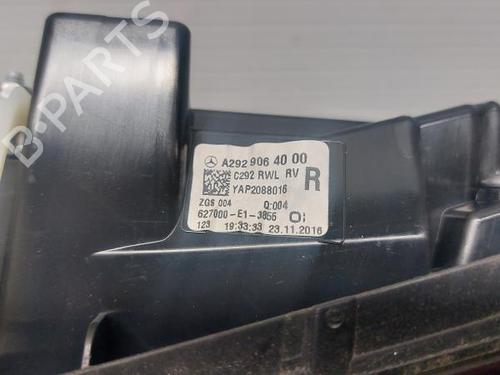 B-PARTS
A292 906 40 00
C292 RWL RV
R
YAP2088016
ZGS 004 Q:004
627000-E1-3855
123 19:33:33 23.11.2016